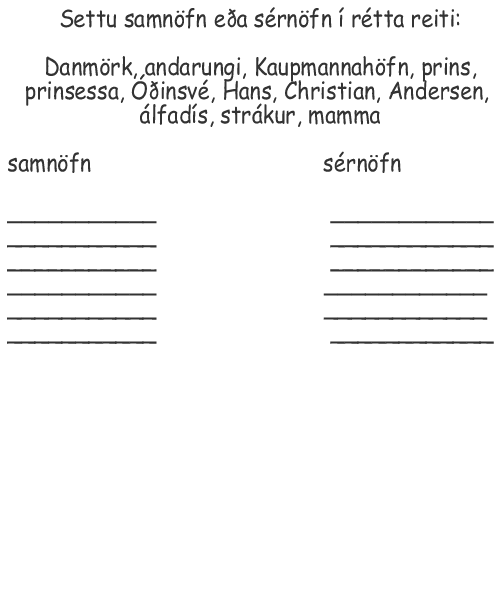 Settu samnöfn eða sérnöfn í rétta reiti:
Danmörk, andarungi, Kaupmannahöfn, prins,
prinsessa, Óðinsvé, Hans, Christian, Andersen,
álfadís, strákur, mamma
samnöfn sérnöfn